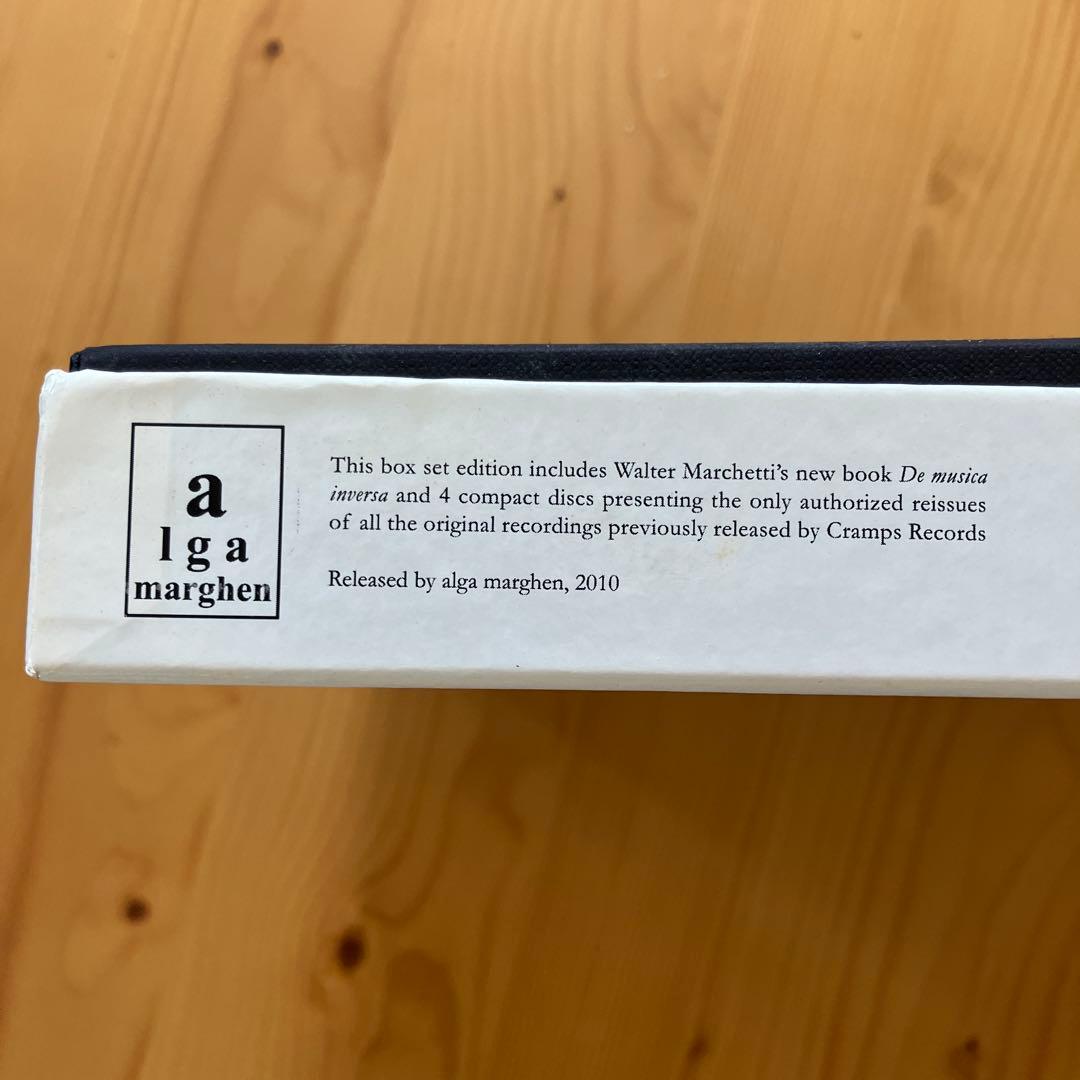 a
lga
marghen
This box set edition includes Walter Marchetti's new book De musica
inversa and 4 compact discs presenting the only authorized reissues
of all the original recordings previously released by Cramps Records
Released by alga marghen, 2010